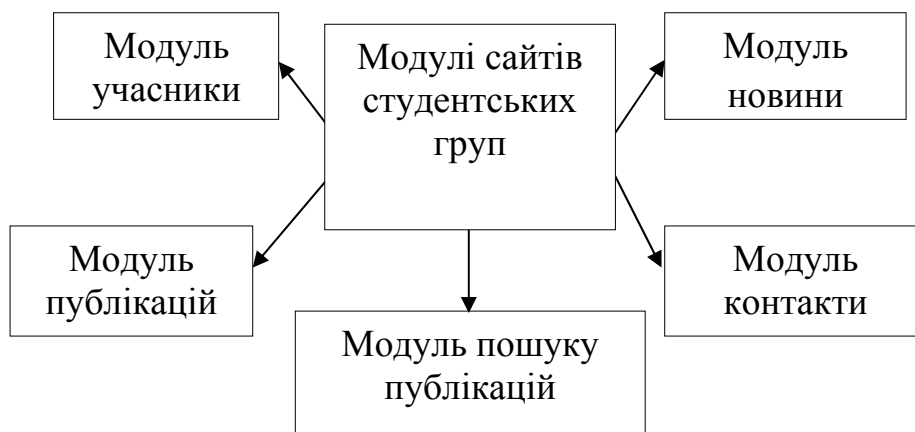 Модуль
учасники
Модулі сайтів
студентських
груп
Модуль
новини
Модуль
публікацій
Модуль
контакти
Модуль пошуку
публікацій